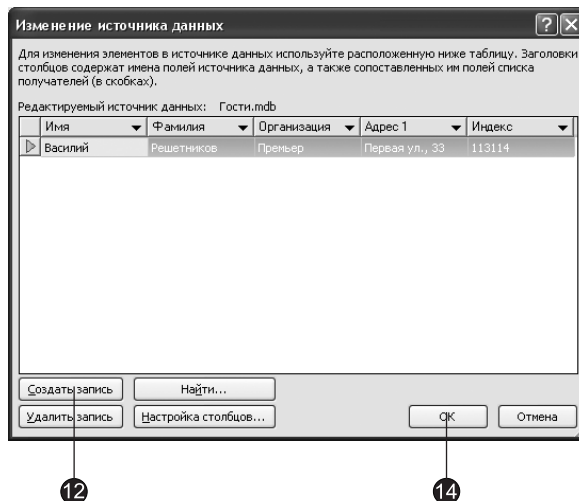 Изменение источника данных
Для изменения элементов в источнике данных используйте расположенную ниже таблицу. Заголовки
столбцов содержат имена полей источника данных, а также сопоставленных им полей списка
получателей (в скобках).
Редактируемый источник данных: Гости.mdb
Имя Фамилия Организация Адрес 1 Индекс
Василий Решетников Премьер Первая ул., 33 113114
Создать запись Найти...
Удалить запись Настройка столбцов... ОК Отмена
12 14